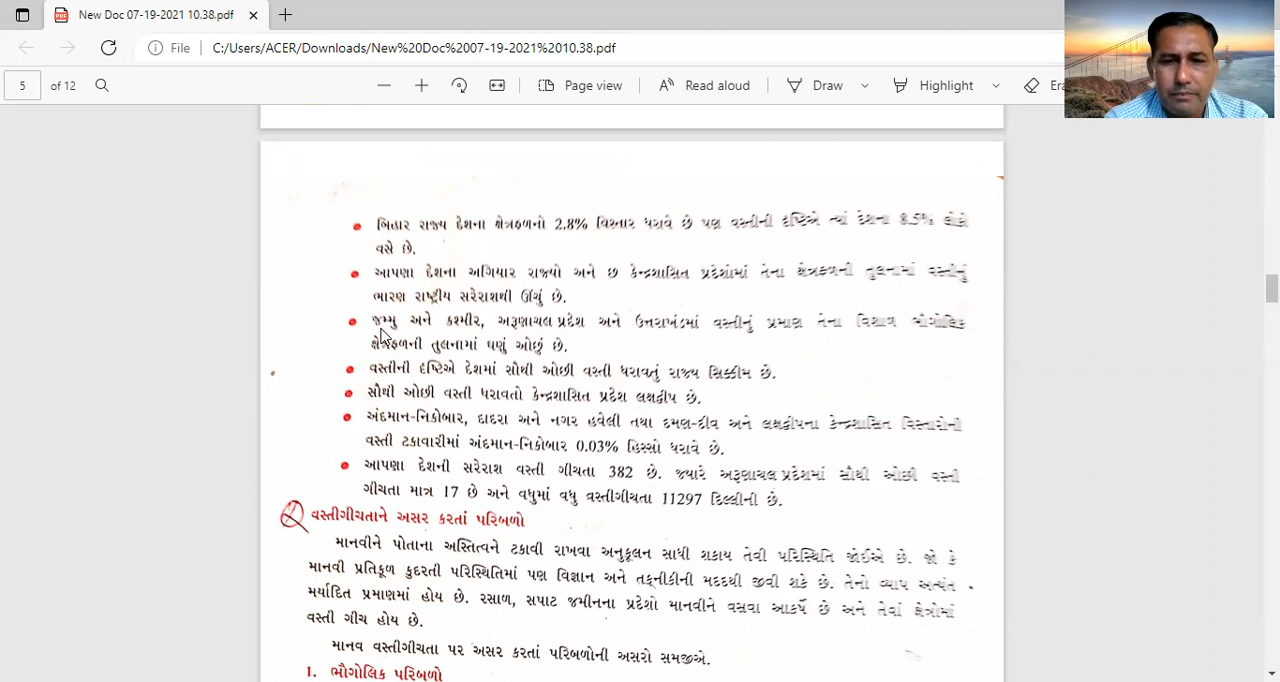 New Doc 07-19-2021 10.38.pdf
File C:/Users/ACER/Downloads/New%20Doc%2007-19-2021%2010.38.pdf
5 of 12 Page view Read aloud Draw Highlight Era
બિહાર રાજ્ય દેશના ક્ષેત્રફળનો 2.8% વિસ્તાર ધરાવે છે પણ વસ્તીની દૃષ્ટિએ ત્યાં દેશના 8.5% લોકો
વસે છે.
આપણા દેશના અગિયાર રાજ્યો અને છ કેન્દ્રશાસિત પ્રદેશોમાં તેના ક્ષેત્રફળની તુલનામાં વસ્તીનું
ભારણ રાષ્ટ્રીય સરેરાશથી ઊંચું છે.
જમ્મુ અને કશ્મીર, અરૂણાચલ પ્રદેશ અને ઉત્તરાખંડમાં વસ્તીનું પ્રમાણ તેના વિશાળ ભૌગોલિક
ક્ષેત્રફળની તુલનામાં ઘણું ઓછું છે.
વસ્તીની દૃષ્ટિએ દેશમાં સૌથી ઓછી વસ્તી ધરાવતું રાજ્ય સિક્કીમ છે.
સૌથી ઓછી વસ્તી ધરાવતો કેન્દ્રશાસિત પ્રદેશ લક્ષદ્વીપ છે.
અંદમાન-નિકોબાર, દાદરા અને નગર હવેલી તથા દમણ-દીવ અને લક્ષદ્વીપના કેન્દ્રશાસિત વિસ્તારોની
વસ્તી ટકાવારીમાં અંદમાન-નિકોબાર 0.03% હિસ્સો ધરાવે છે.
આપણા દેશની સરેરાશ વસ્તી ગીચતા 382 છે. જ્યારે અરૂણાચલ પ્રદેશમાં સૌથી ઓછી વસ્તી
ગીચતા માત્ર 17 છે અને વધુમાં વધુ વસ્તીગીચતા 11297 દિલ્લીની છે.
વસ્તીગીચતાને અસર કરતાં પરિબળો
માનવીને પોતાના અસ્તિત્વને ટકાવી રાખવા અનુકૂલન સાધી શકાય તેવી પરિસ્થિતિ જોઈએ છે. જો કે
માનવી પ્રતિકૂળ કુદરતી પરિસ્થિતિમાં પણ વિજ્ઞાન અને તક્નીકીની મદદથી જીવી શકે છે. તેનો વ્યાપ અત્યંત
મર્યાદિત પ્રમાણમાં હોય છે. રસાળ, સપાટ જમીનના પ્રદેશો માનવીને વસવા આકર્ષે છે અને તેવાં ક્ષેત્રોમાં
વસ્તી ગીચ હોય છે.
માનવ વસ્તીગીચતા પર અસર કરતાં પરિબળોની અસરો સમજીએ.
1. ભૌગોલિક પરિબળો